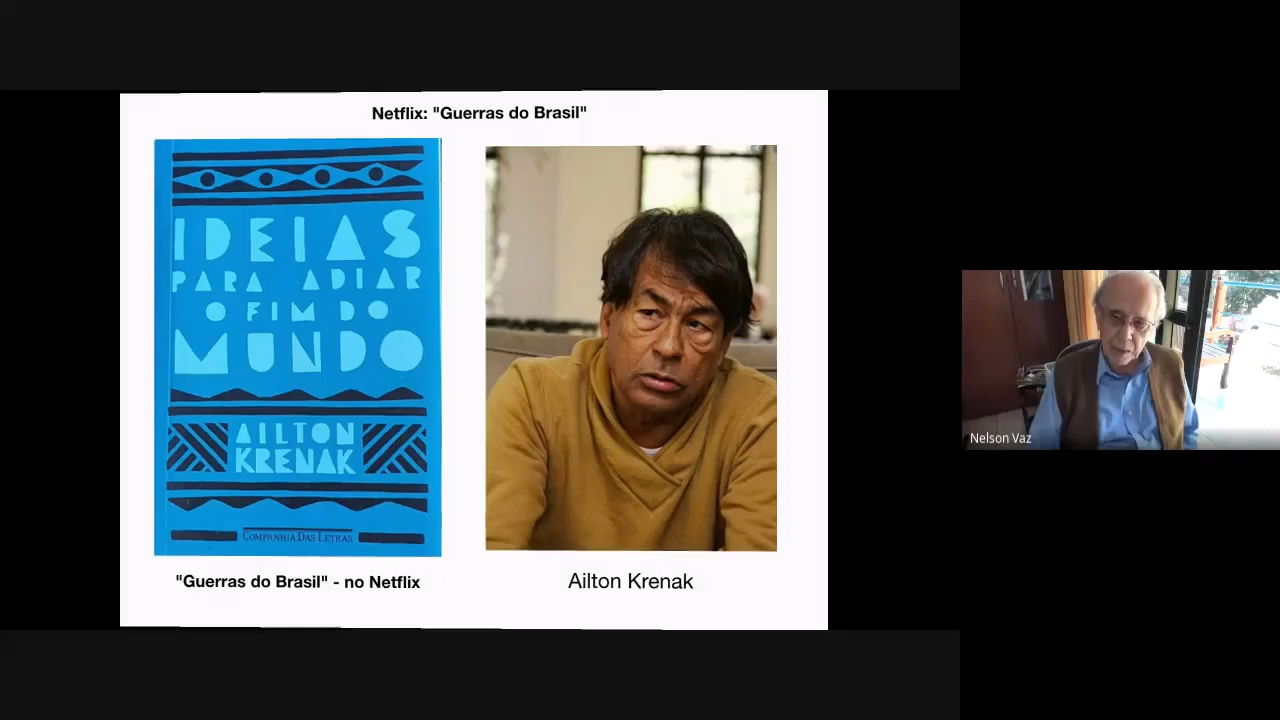 Netflix: "Guerras do Brasil"
IDEIAS
PARA ADIAR
O FIM DO
MUNDO
AILTON
KRENAK
COMPANHIA DAS LETRAS
"Guerras do Brasil" - no Netflix
Ailton Krenak
Nelson Vaz